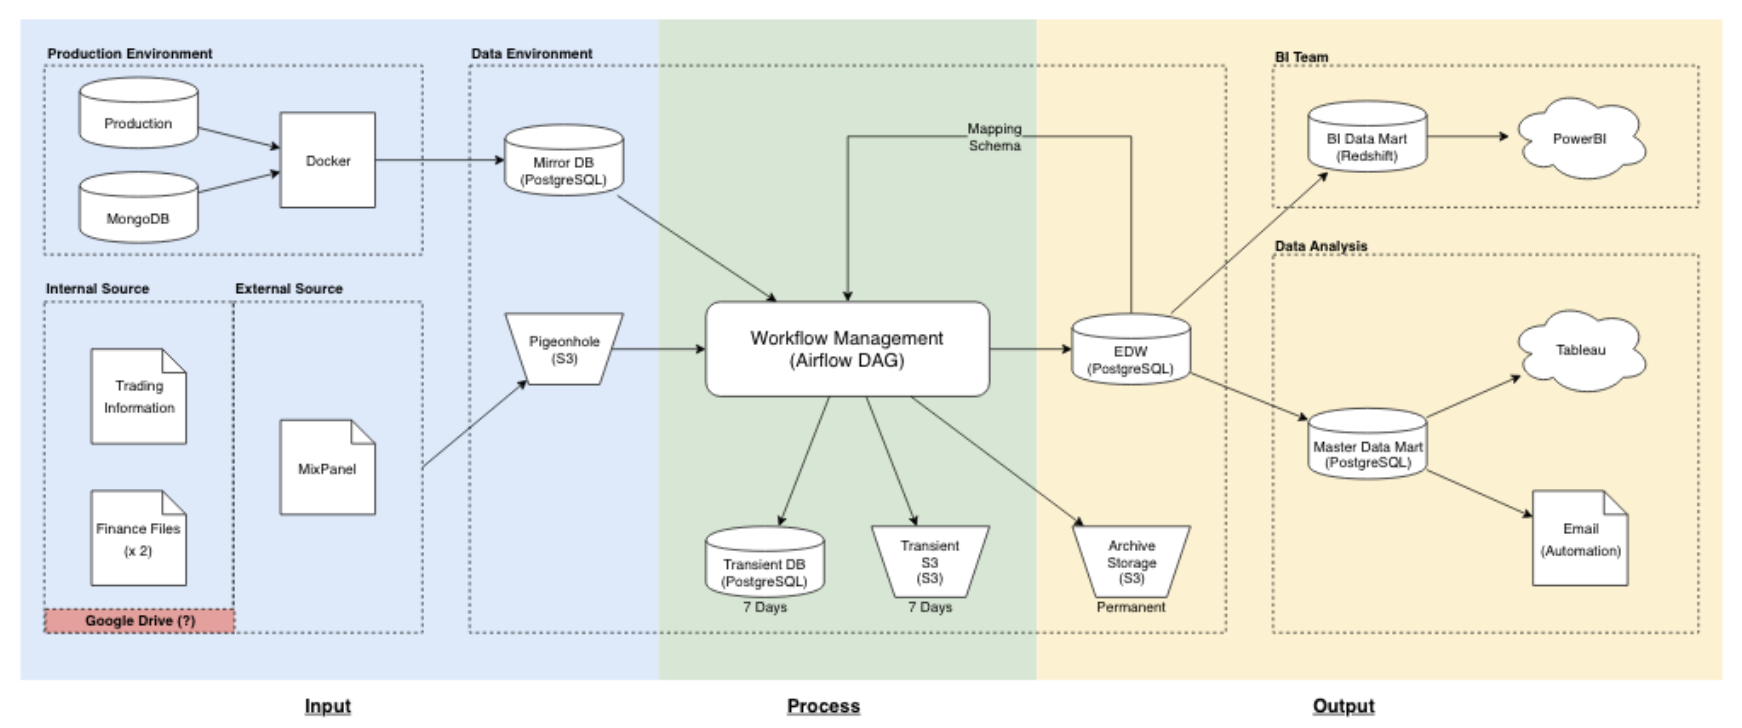 Production Environment
Production
MongoDB
Docker
Internal Source
Trading
Information
Finance Files
(x 2)
Google Drive (?)
External Source
MixPanel
Data Environment
Mirror DB
(PostgreSQL)
Pigeonhole
(S3)
Mapping
Schema
Workflow Management
(Airflow DAG)
Transient DB
(PostgreSQL)
7 Days
Transient
S3
(S3)
7 Days
Archive
Storage
(S3)
Permanent
EDW
(PostgreSQL)
BI Team
BI Data Mart
(Redshift)
PowerBI
Data Analysis
Master Data Mart
(PostgreSQL)
Tableau
Email
(Automation)
Input
Process
Output